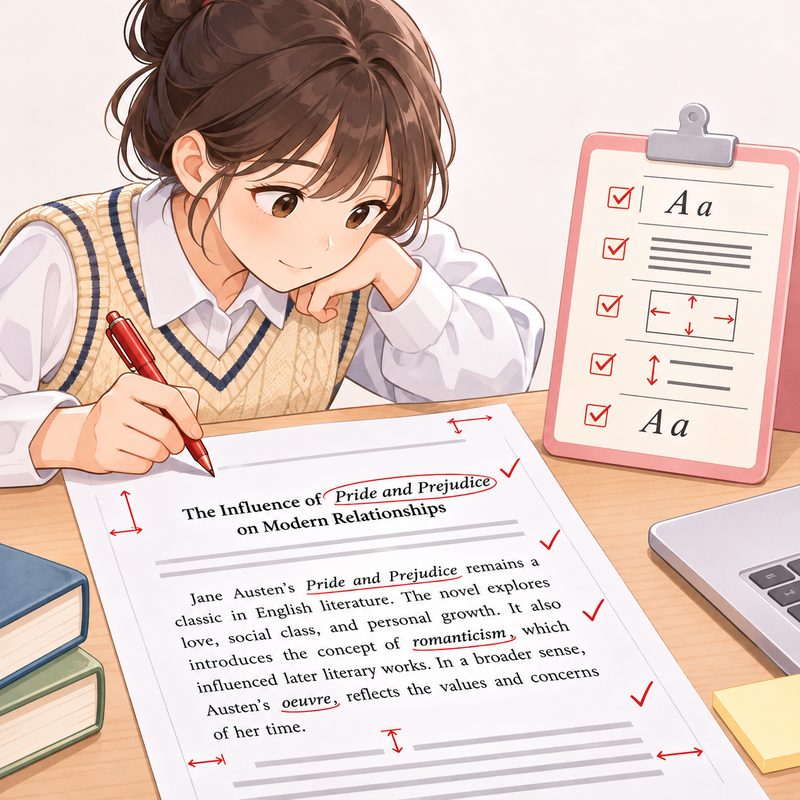 The Influence of Pride and Prejudice
on Modern Relationships
Jane Austen's Pride and Prejudice remains a
classic in English literature. The novel explores
love, social class, and personal growth. It also
introduces the concept of romanticism, which
influenced later literary works. In a broader sense,
Austen's oeuvre, reflects the values and concerns
of her time.
Aa
Aa